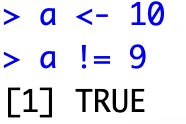 > a <- 10
> a != 9
[1] TRUE